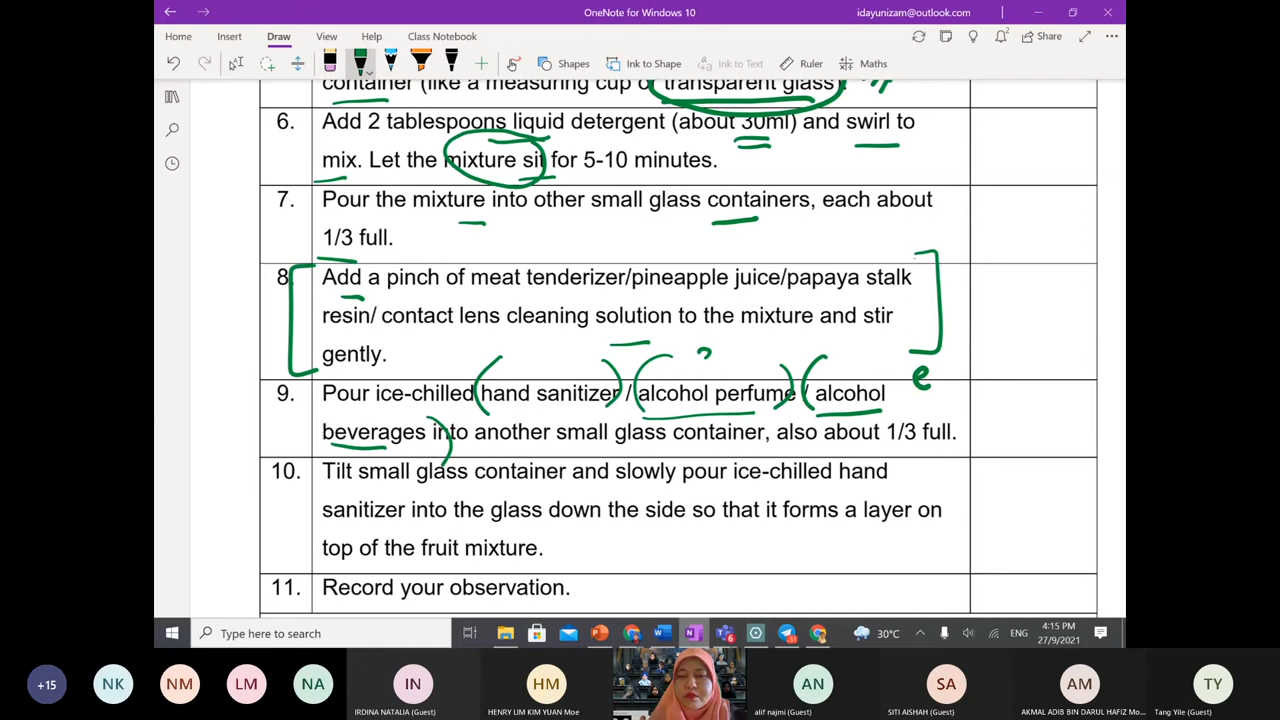 OneNote for Windows 10
idayunizam@outlook.com
Home Insert Draw View Help Class Notebook
Share
Shapes Ink to Shape Ink to Text Ruler Maths
container (like a measuring cup or transparent glass).
6. Add 2 tablespoons liquid detergent (about 30ml) and swirl to
mix. Let the mixture sit for 5-10 minutes.
7. Pour the mixture into other small glass containers, each about
1/3 full.
8. Add a pinch of meat tenderizer/pineapple juice/papaya stalk
resin/ contact lens cleaning solution to the mixture and stir
gently.
e
9. Pour ice-chilled hand sanitizer / alcohol perfume / alcohol
beverages into another small glass container, also about 1/3 full.
10. Tilt small glass container and slowly pour ice-chilled hand
sanitizer into the glass down the side so that it forms a layer on
top of the fruit mixture.
11. Record your observation.
Type here to search
30°C
ENG
4:15 PM
27/9/2021
+15 NK NM LM NA IN HM AN SA AM TY
IRDINA NATALIA (Guest)
HENRY LIM KIM YUAN Moe
alif najmi (Guest)
SITI AISHAH (Guest)
AKMAL ADIB BIN DARUL HAFIZ Mo...
Tang Yile (Guest)